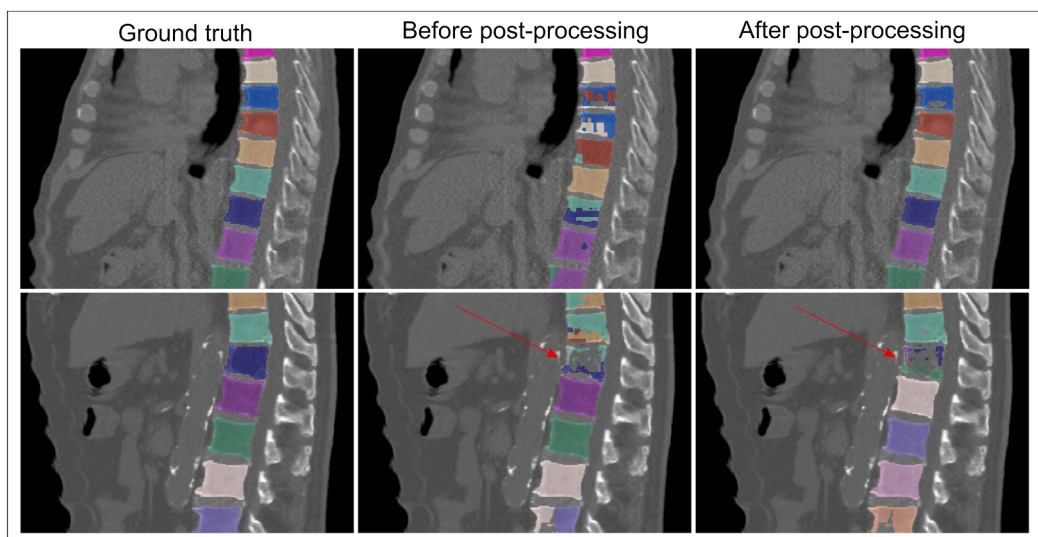 Ground truth
Before post-processing
After post-processing